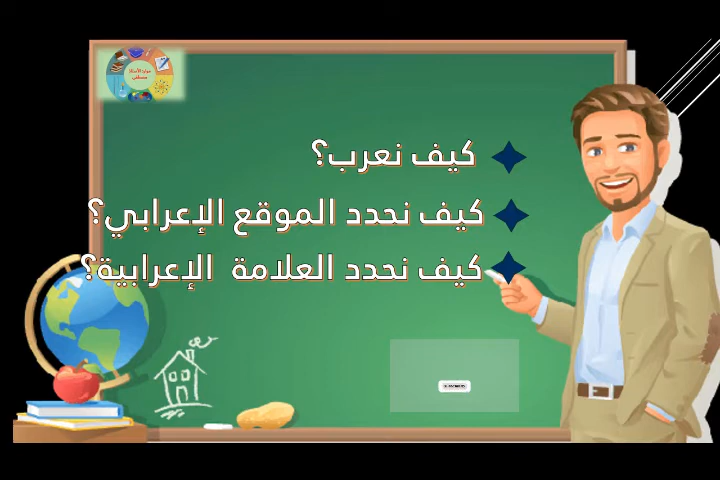 كيف نعرب؟
كيف نحدد الموقع الإعرابي؟
كيف نحدد العلامة الإعرابية؟